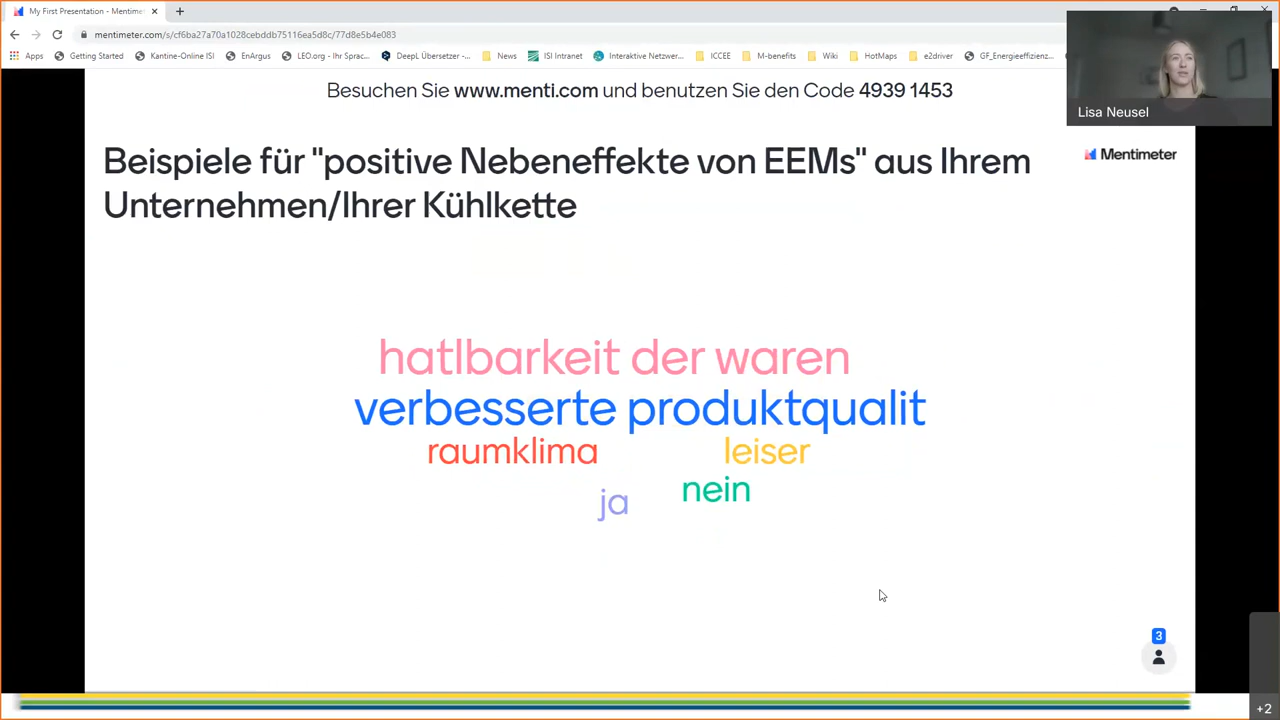 My First Presentation - Mentime
mentimeter.com/s/cf6ba27a70a1028cebddb75116ea5d8c/77d8e5b4e083
Apps Getting Started Kantine-Online ISI EnArgus LEO.org - Ihr Sprac... DeepL Übersetzer -... News ISI Intranet Interaktive Netzwer... ICCEE M-benefits Wiki HotMaps e2driver GF_Energieeffizienz...
Besuchen Sie www.menti.com und benutzen Sie den Code 4939 1453
Lisa Neusel
Mentimeter
Beispiele für "positive Nebeneffekte von EEMs" aus Ihrem
Unternehmen/Ihrer Kühlkette
hatlbarkeit der waren
verbesserte produktqualit
raumklima leiser
ja nein
3
+2